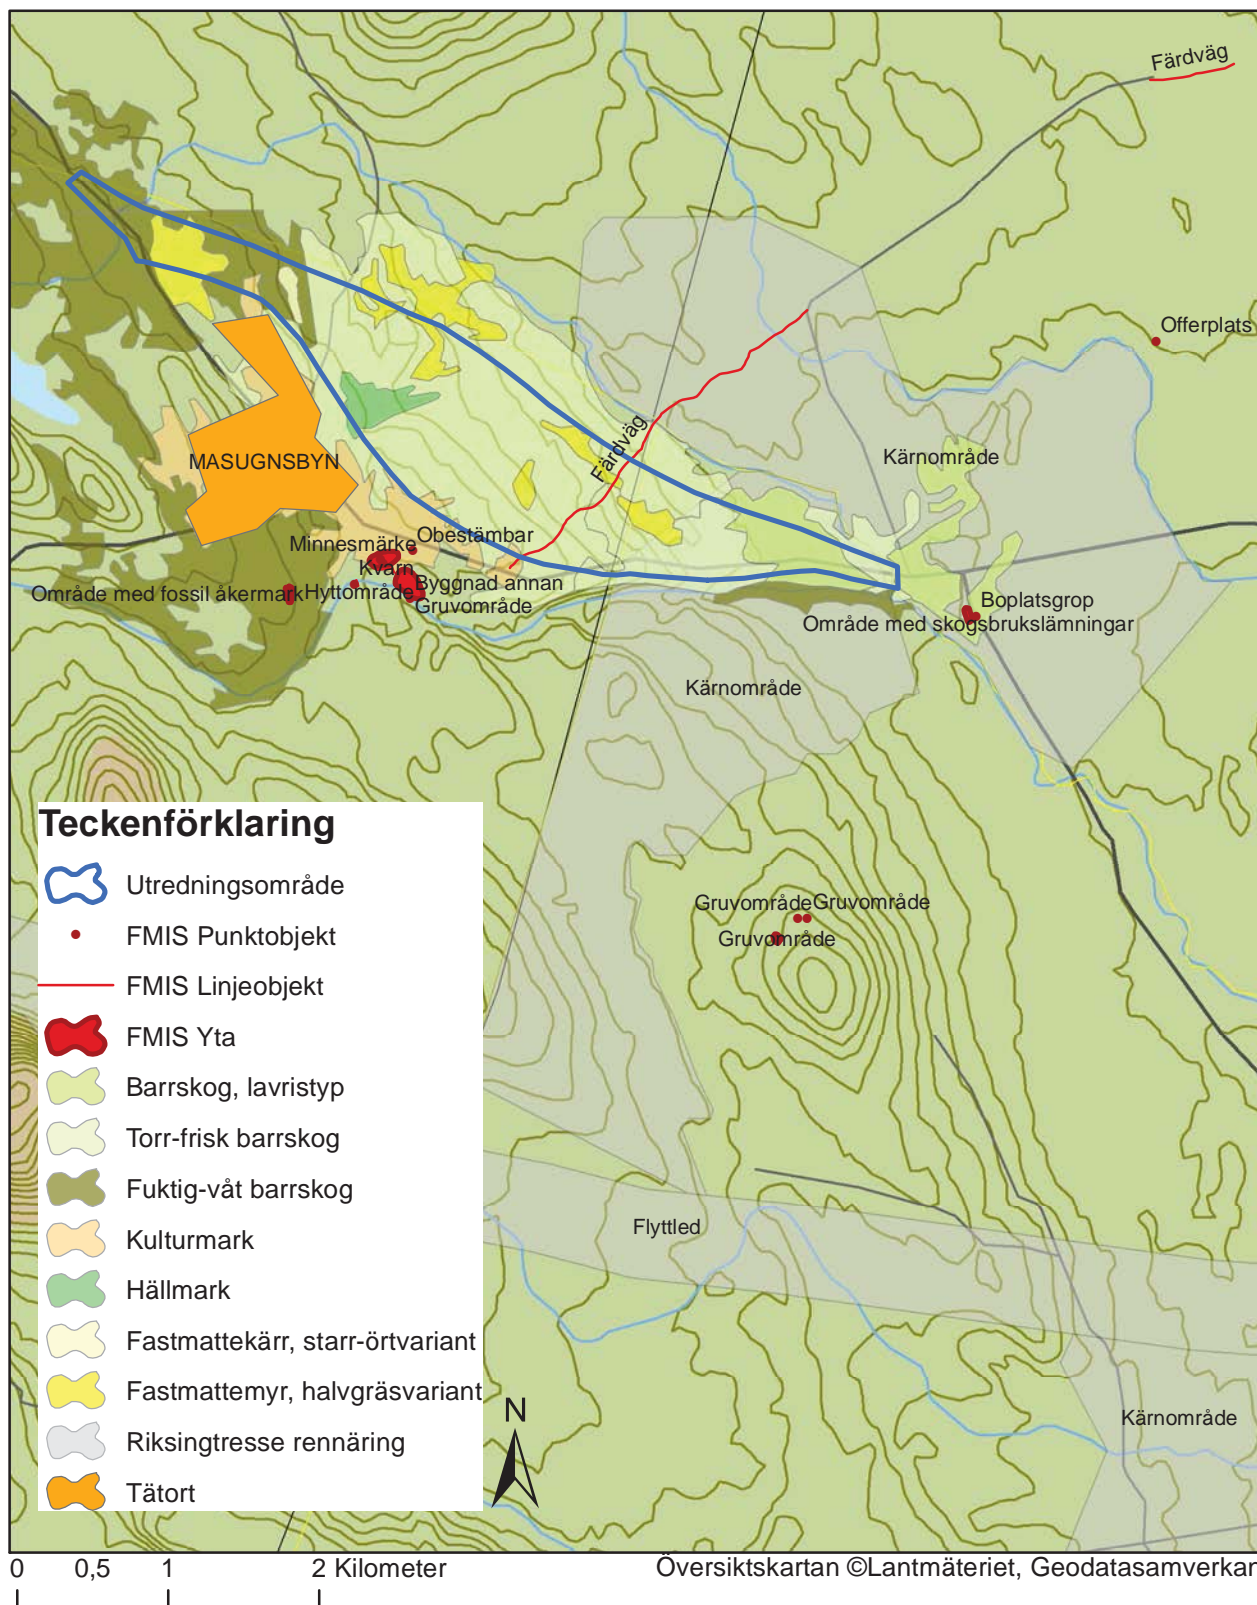 Färdväg
Offerplats
Färdväg
Kärnområde
MASUGNSBYN
Obestämbar
Minnesmärke
Kvarn
Byggnad annan
Område med fossil åkermark
Hyttområde
Gruvområde
Boplatsgrop
Område med skogsbrukslämningar
Kärnområde
Teckenförklaring
Utredningsområde
FMIS Punktobjekt
FMIS Linjeobjekt
FMIS Yta
Barrskog, lavristyp
Torr-frisk barrskog
Fuktig-våt barrskog
Kulturmark
Hällmark
Fastmattekärr, starr-örtvariant
Fastmattemyr, halvgräsvariant
Riksingtresse rennäring
Tätort
Gruvområde
Gruvområde
Gruvområde
Flyttled
Kärnområde
N
0 0,5 1 2 Kilometer
Översiktskartan ©Lantmäteriet, Geodatasamverkan